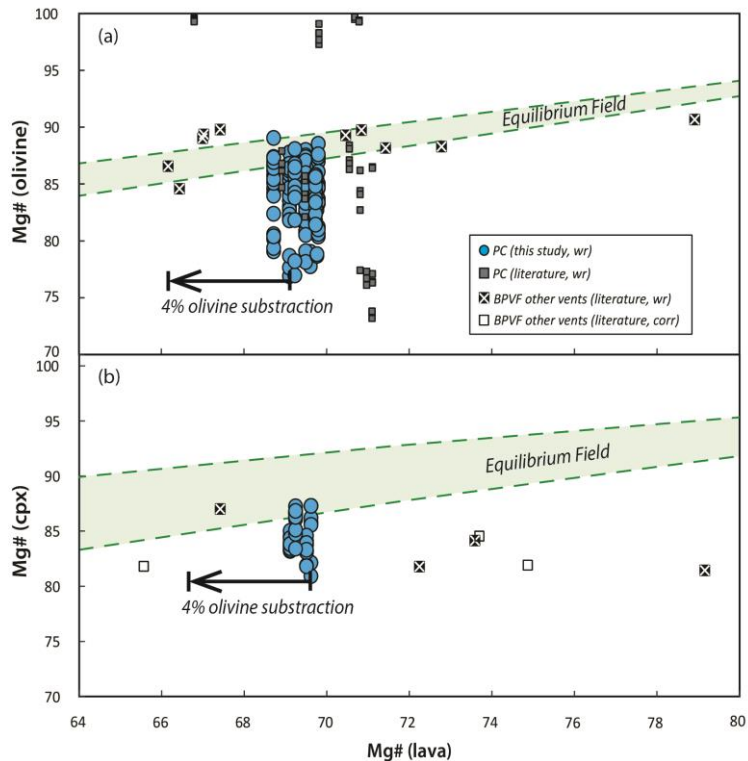 100
(a)
95
Equilibrium Field
90
85
Mg# (olivine)
80
PC (this study, wr)
PC (literature, wr)
BPVF other vents (literature, wr)
BPVF other vents (literature, corr)
75
4% olivine substraction
70
100
(b)
95
Equilibrium Field
90
85
Mg# (cpx)
80
4% olivine substraction
75
70
64 66 68 70 72 74 76 78 80
Mg# (lava)